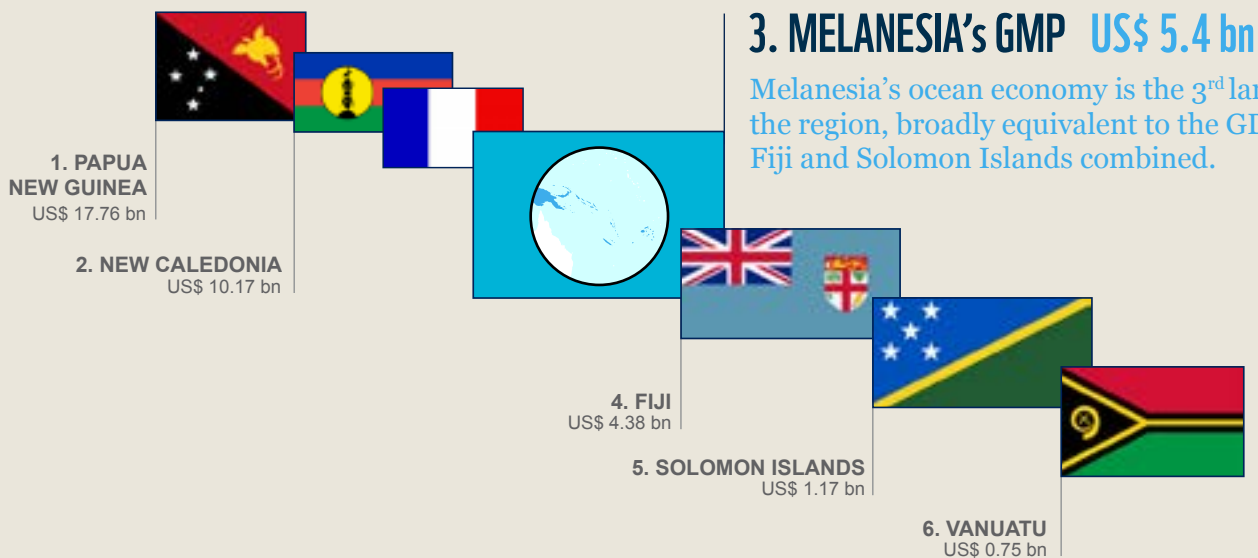 3. MELANESIA's GMP US$ 5.4 bn
Melanesia's ocean economy is the 3rd
the region, broadly equivalent to the
Fiji and Solomon Islands combined.
1. PAPUA
NEW GUINEA
US$ 17.76 bn
2. NEW CALEDONIA
US$ 10.17 bn
4. FIJI
US$ 4.38 bn
5. SOLOMON ISLANDS
US$ 1.17 bn
6. VANUATU
US$ 0.75 bn